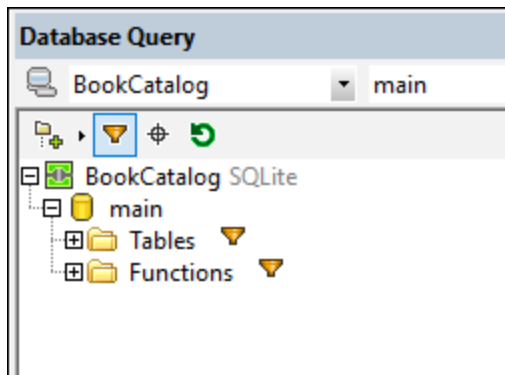 Database Query
BookCatalog main
BookCatalog SQLite
main
Tables
Functions